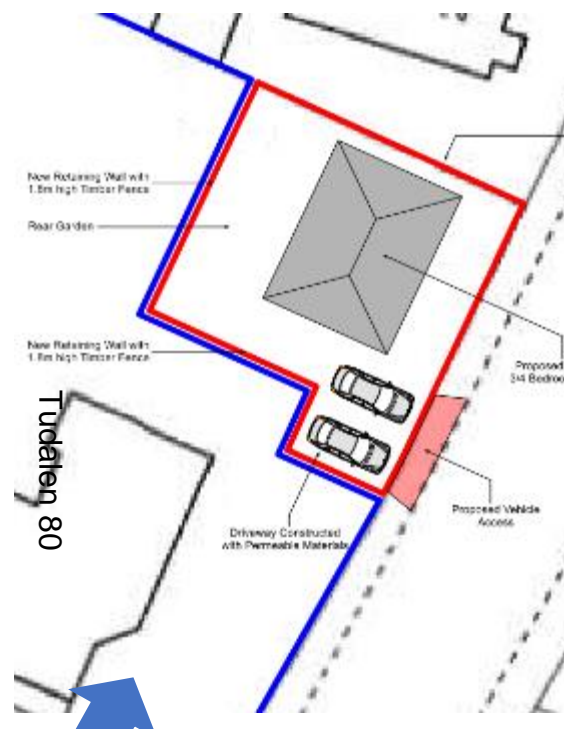 New Retaining Wall with
1.8m high Timber Fence
Rear Garden
New Retaining Wall with
1.8m high Timber Fence
Proposed
3/4
Tudalen 80
Proposed Vehicle
Access
Driveway Constructed
with Permeable Materials